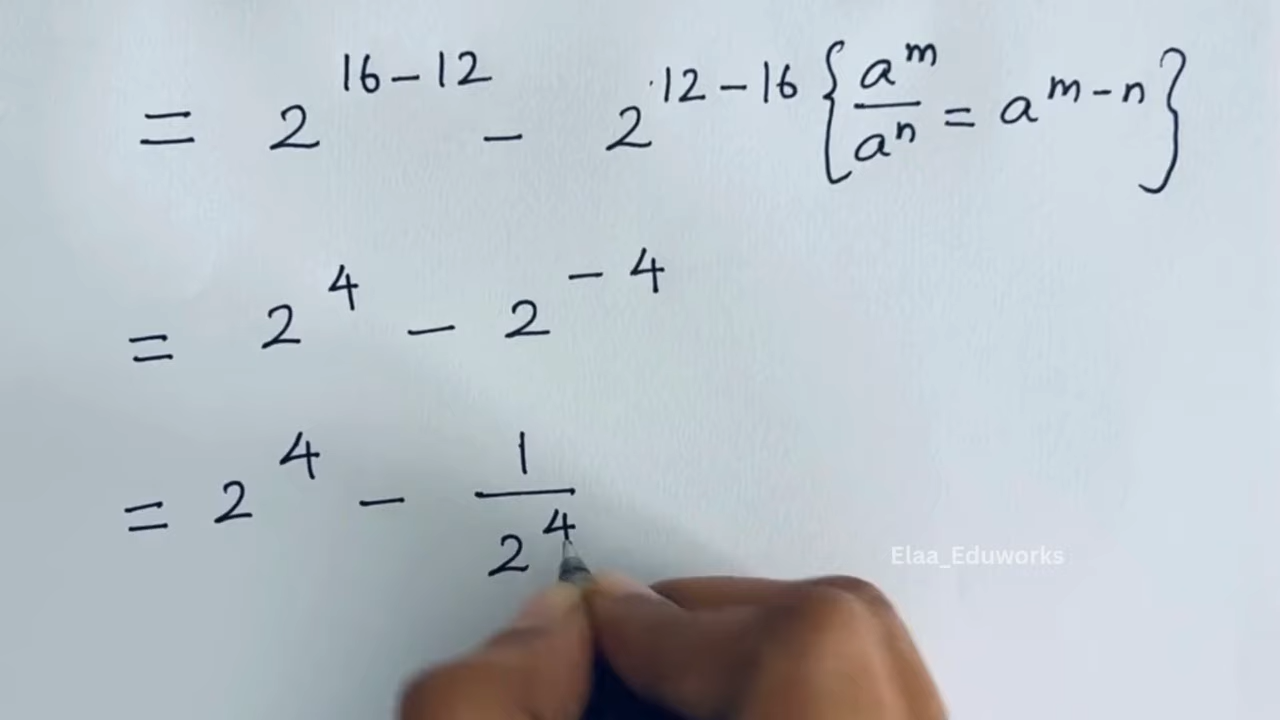 = 2^{16-12} - 2^{12-16} { a^m / a^n = a^{m-n} }
= 2^4 - 2^{-4}
= 2^4 - 1 / 2^4
Elaa_Eduworks